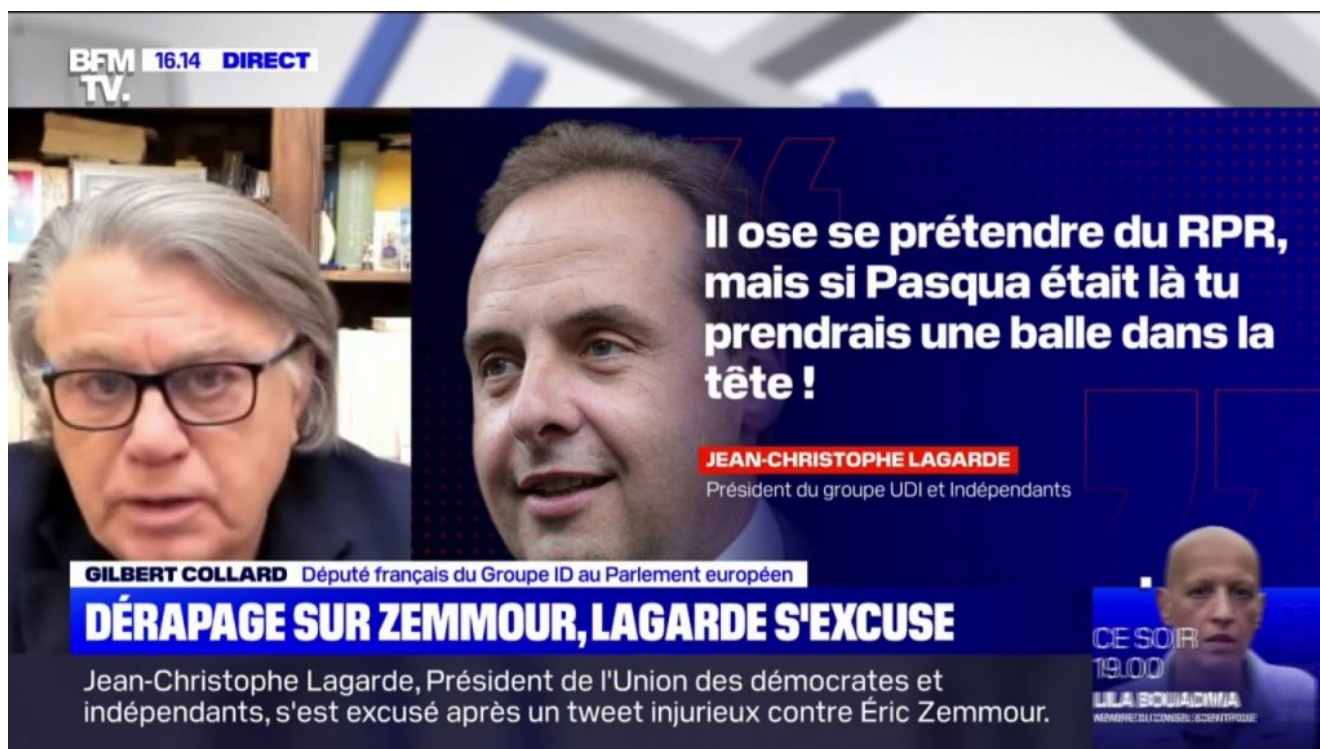 BFM
TV.
16.14 DIRECT
Il ose se prétendre du RPR,
mais si Pasqua était là tu
prendrais une balle dans la
tête !
JEAN-CHRISTOPHE LAGARDE
Président du groupe UDI et Indépendants
GILBERT COLLARD Député français du Groupe ID au Parlement européen
DÉRAPAGE SUR ZEMMOUR, LAGARDE S'EXCUSE
Jean-Christophe Lagarde, Président de l'Union des démocrates et
indépendants, s'est excusé après un tweet injurieux contre Éric Zemmour.
CE SOIR
19.00